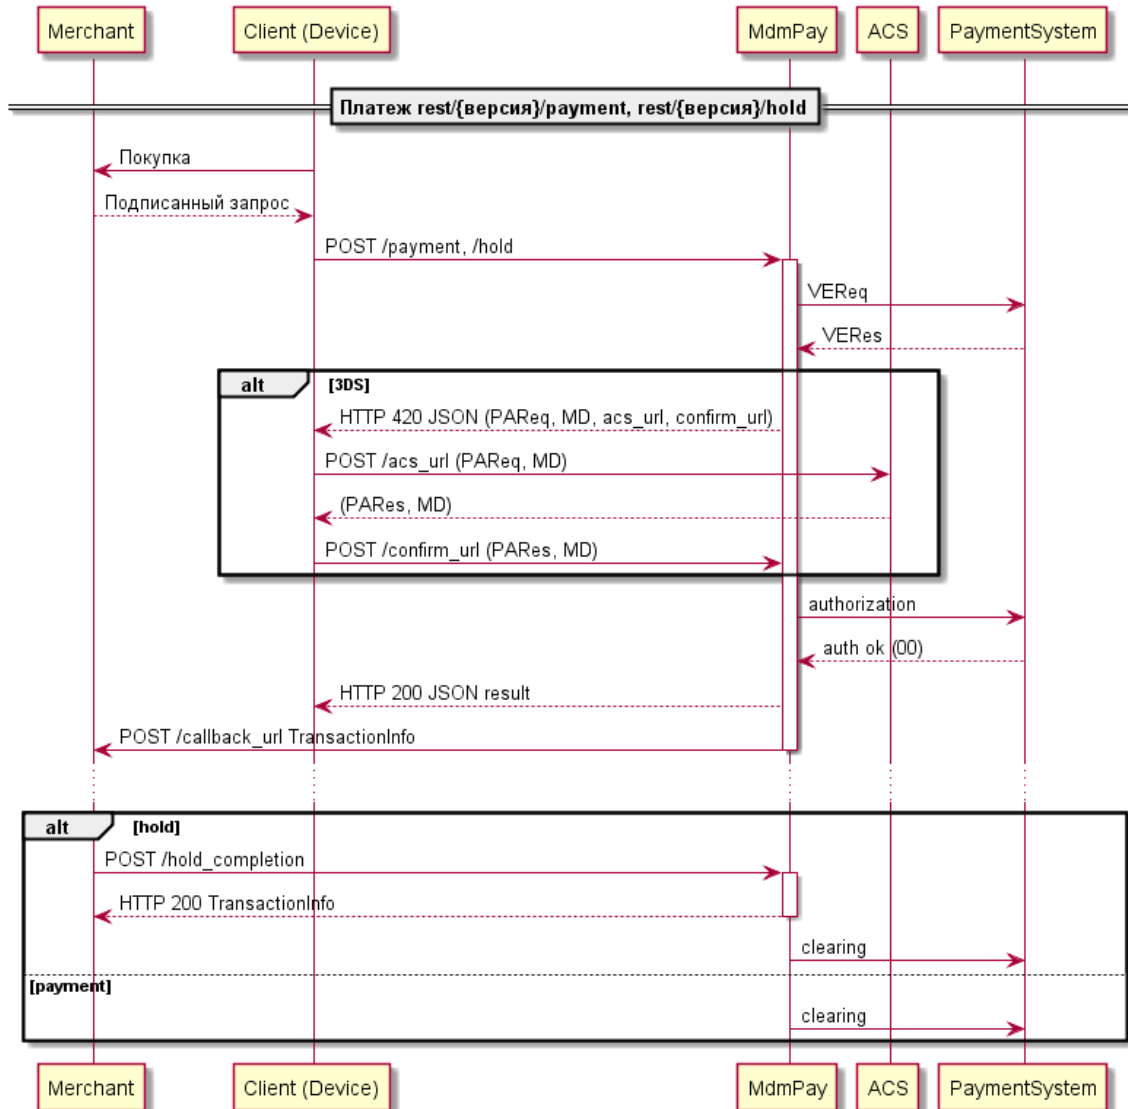 Merchant
Client (Device)
MdmPay
ACS
PaymentSystem
Платеж rest/{версия}/payment, rest/{версия}/hold
Покупка
Подписанный запрос
POST /payment, /hold
VEReq
VERes
alt
[3DS]
HTTP 420 JSON (PAReq, MD, acs_url, confirm_url)
POST /acs_url (PAReq, MD)
(PARes, MD)
POST /confirm_url (PARes, MD)
authorization
auth ok (00)
HTTP 200 JSON result
POST /callback_url TransactionInfo
alt
[hold]
POST /hold_completion
HTTP 200 TransactionInfo
clearing
[payment]
clearing
Merchant
Client (Device)
MdmPay
ACS
PaymentSystem